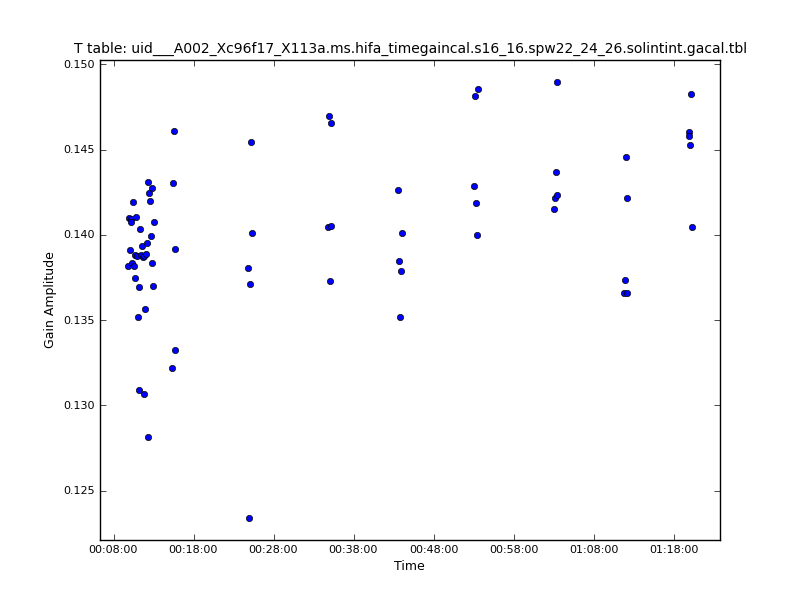 T table: uid___A002_Xc96f17_X113a.ms.hifa_timegaincal.s16_16.spw22_24_26.solintint.gacal.tbl
0.150
0.145
0.140
0.135
0.130
0.125
Gain Amplitude
00:08:00 00:18:00 00:28:00 00:38:00 00:48:00 00:58:00 01:08:00 01:18:00
Time